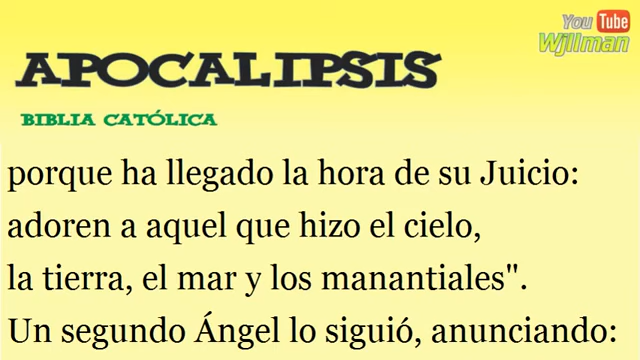 You Tube
Wjllman
APOCALIPSIS
BIBLIA CATÓLICA
porque ha llegado la hora de su Juicio:
adoren a aquel que hizo el cielo,
la tierra, el mar y los manantiales".
Un segundo Ángel lo siguió, anunciando: